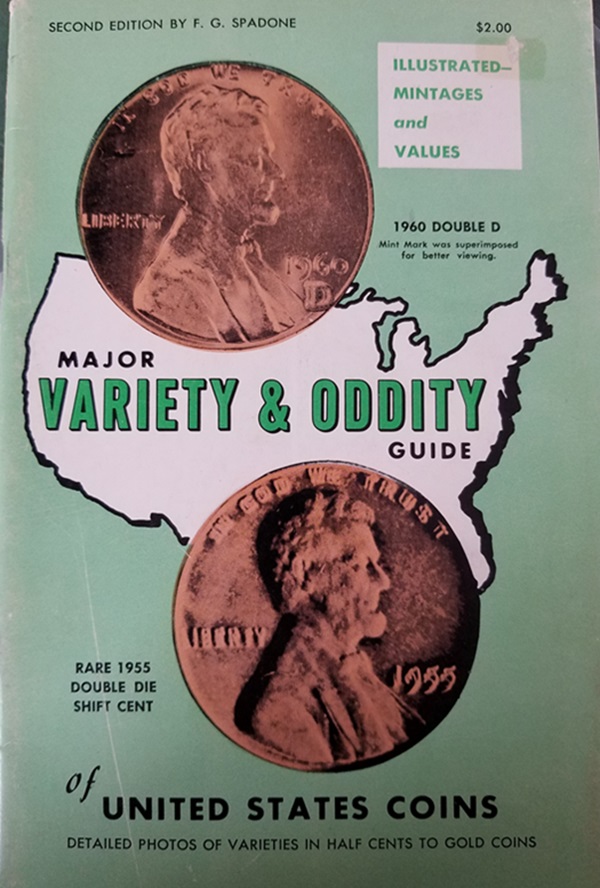 SECOND EDITION BY F. G. SPADONE
$2.00
ILLUSTRATED—
MINTAGES
and
VALUES
IN GOD WE TRUST
LIBERTY
1960
D
1960 DOUBLE D
Mint Mark was superimposed
for better viewing.
MAJOR
VARIETY & ODDITY
GUIDE
IN GOD WE TRUST
LIBERTY
1955
RARE 1955
DOUBLE DIE
SHIFT CENT
of
UNITED STATES COINS
DETAILED PHOTOS OF VARIETIES IN HALF CENTS TO GOLD COINS